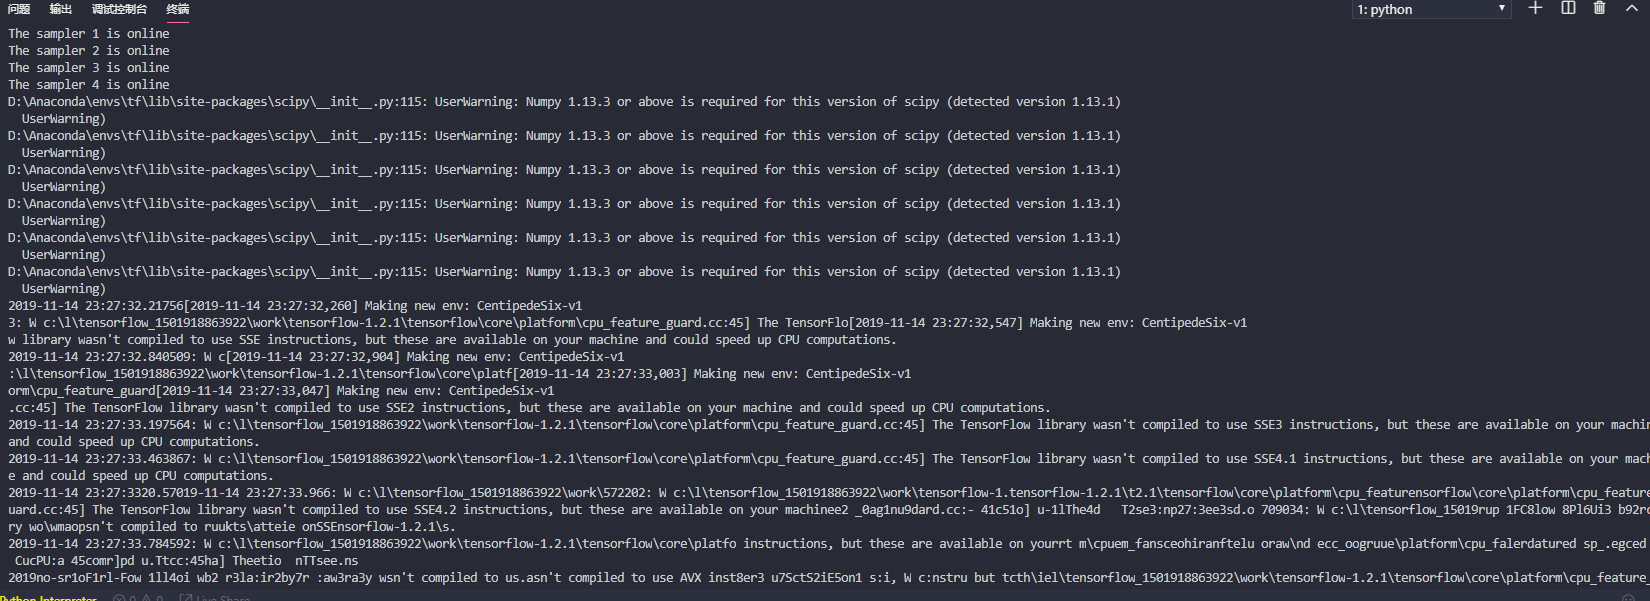 问题 输出 调试控制台 终端 1: python
The sampler 1 is online
The sampler 2 is online
The sampler 3 is online
The sampler 4 is online
D:\Anaconda\envs\tf\lib\site-packages\scipy\__init__.py:115: UserWarning: Numpy 1.13.3 or above is required for this version of scipy (detected version 1.13.1)
UserWarning)
D:\Anaconda\envs\tf\lib\site-packages\scipy\__init__.py:115: UserWarning: Numpy 1.13.3 or above is required for this version of scipy (detected version 1.13.1)
UserWarning)
D:\Anaconda\envs\tf\lib\site-packages\scipy\__init__.py:115: UserWarning: Numpy 1.13.3 or above is required for this version of scipy (detected version 1.13.1)
UserWarning)
D:\Anaconda\envs\tf\lib\site-packages\scipy\__init__.py:115: UserWarning: Numpy 1.13.3 or above is required for this version of scipy (detected version 1.13.1)
UserWarning)
D:\Anaconda\envs\tf\lib\site-packages\scipy\__init__.py:115: UserWarning: Numpy 1.13.3 or above is required for this version of scipy (detected version 1.13.1)
UserWarning)
D:\Anaconda\envs\tf\lib\site-packages\scipy\__init__.py:115: UserWarning: Numpy 1.13.3 or above is required for this version of scipy (detected version 1.13.1)
UserWarning)
2019-11-14 23:27:32.21756[2019-11-14 23:27:32,260] Making new env: CentipedeSix-v1
3: W c:\l\tensorflow_1501918863922\work\tensorflow-1.2.1\tensorflow\core\platform\cpu_feature_guard.cc:45] The TensorFlo[2019-11-14 23:27:32,547] Making new env: CentipedeSix-v1
w library wasn't compiled to use SSE instructions, but these are available on your machine and could speed up CPU computations.
2019-11-14 23:27:32.840509: W c[2019-11-14 23:27:32,904] Making new env: CentipedeSix-v1
:\l\tensorflow_1501918863922\work\tensorflow-1.2.1\tensorflow\core\platf[2019-11-14 23:27:33,003] Making new env: CentipedeSix-v1
orm\cpu_feature_guard[2019-11-14 23:27:33,047] Making new env: CentipedeSix-v1
.cc:45] The TensorFlow library wasn't compiled to use SSE2 instructions, but these are available on your machine and could speed up CPU computations.
2019-11-14 23:27:33.197564: W c:\l\tensorflow_1501918863922\work\tensorflow-1.2.1\tensorflow\core\platform\cpu_feature_guard.cc:45] The TensorFlow library wasn't compiled to use SSE3 instructions, but these are available on your machin
and could speed up CPU computations.
2019-11-14 23:27:33.463867: W c:\l\tensorflow_1501918863922\work\tensorflow-1.2.1\tensorflow\core\platform\cpu_feature_guard.cc:45] The TensorFlow library wasn't compiled to use SSE4.1 instructions, but these are available on your mach
e and could speed up CPU computations.
2019-11-14 23:27:3320.57019-11-14 23:27:33.966: W c:\l\tensorflow_1501918863922\work\572202: W c:\l\tensorflow_1501918863922\work\tensorflow-1.tensorflow-1.2.1\t2.1\tensorflow\core\platform\cpu_featurensorflow\core\platform\cpu_feature
uard.cc:45] The TensorFlow library wasn't compiled to use SSE4.2 instructions, but these are available on your machinee2 _0ag1nu9dard.cc:- 41c51o] u-1lThe4d T2se3:np27:3ee3sd.o 709034: W c:\l\tensorflow_15019rup 1FC8low 8Pl6Ui3 b92rc
ry wo\wmaopsn't compiled to ruukts\atteie onSSEnsorflow-1.2.1\s.
2019-11-14 23:27:33.784592: W c:\l\tensorflow_1501918863922\work\tensorflow-1.2.1\tensorflow\core\platfo instructions, but these are available on yourrt m\cpuem_fansceohiranftelu oraw\nd ecc_oogruue\platform\cpu_falerdatured sp_.egced
CucPU:a 45comr]pd u.Ttcc:45ha] Theetio nTTsee.ns
2019no-sr1oF1rl-Fow 1ll4oi wb2 r3la:ir2by7r :aw3ra3y wsn't compiled to us.asn't compiled to use AVX inst8er3 u7SctS2iE5on1 s:i, W c:nstru but tcth\iel\tensorflow_1501918863922\work\tensorflow-1.2.1\tensorflow\core\platform\cpu_feature_
Python Interpreter 0 0 Live Share